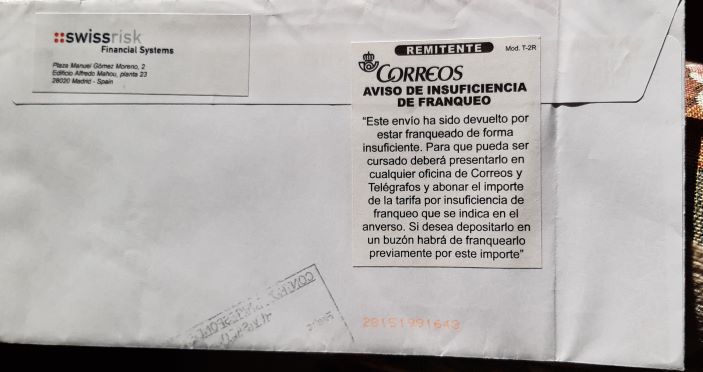 swissrisk
Financial Systems
Plaza Manuel Gómez Moreno, 2
Edificio Alfredo Mahou, planta 23
28020 Madrid - Spain
REMITENTE
Mod. T-2R
CORREOS
AVISO DE INSUFICIENCIA
DE FRANQUEO
"Este envío ha sido devuelto por
estar franqueado de forma
insuficiente. Para que pueda ser
cursado deberá presentarlo en
cualquier oficina de Correos y
Telégrafos y abonar el importe
de la tarifa por insuficiencia de
franqueo que se indica en el
anverso. Si desea depositarlo en
un buzón habrá de franquearlo
previamente por este importe"
28151991643